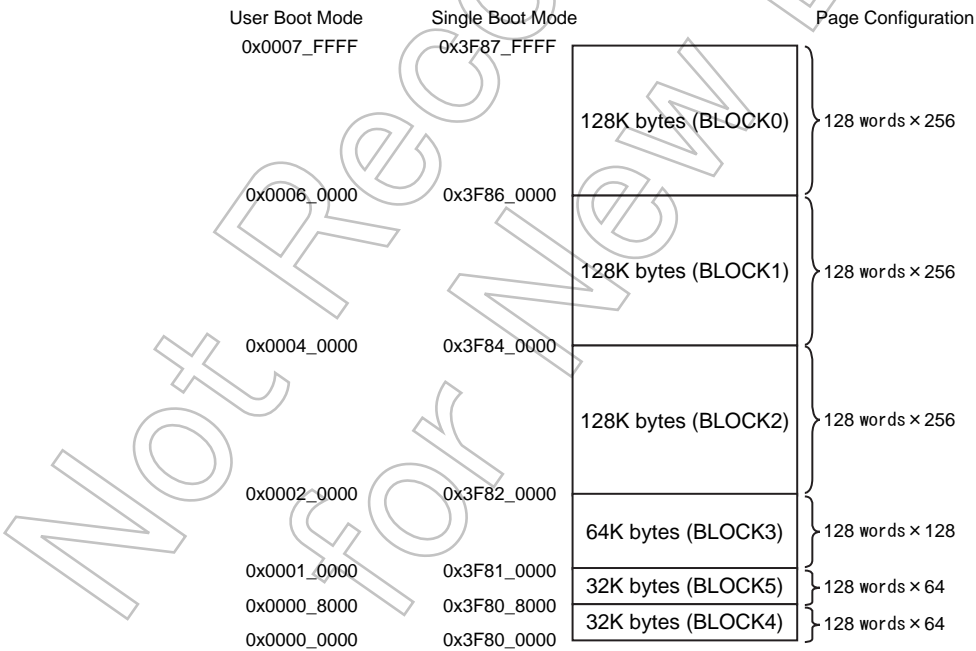 User Boot Mode Single Boot Mode Page Configuration
0x0007_FFFF 0x3F87_FFFF
128K bytes (BLOCK0) 128 words×256
0x0006_0000 0x3F86_0000
128K bytes (BLOCK1) 128 words×256
0x0004_0000 0x3F84_0000
128K bytes (BLOCK2) 128 words×256
0x0002_0000 0x3F82_0000
64K bytes (BLOCK3) 128 words×128
0x0001_0000 0x3F81_0000
32K bytes (BLOCK5) 128 words×64
0x0000_8000 0x3F80_8000
32K bytes (BLOCK4) 128 words×64
0x0000_0000 0x3F80_0000
Not
for New